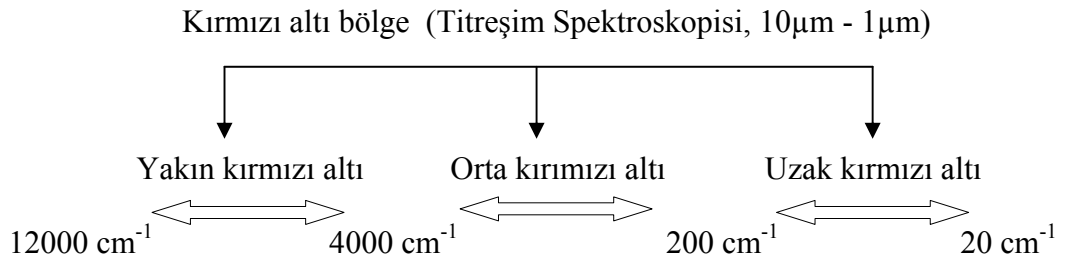 Kırmızı altı bölge (Titreşim Spektroskopisi, 10µm - 1µm)
Yakın kırmızı altı Orta kırımızı altı Uzak kırmızı altı
12000 cm⁻¹ 4000 cm⁻¹ 200 cm⁻¹ 20 cm⁻¹